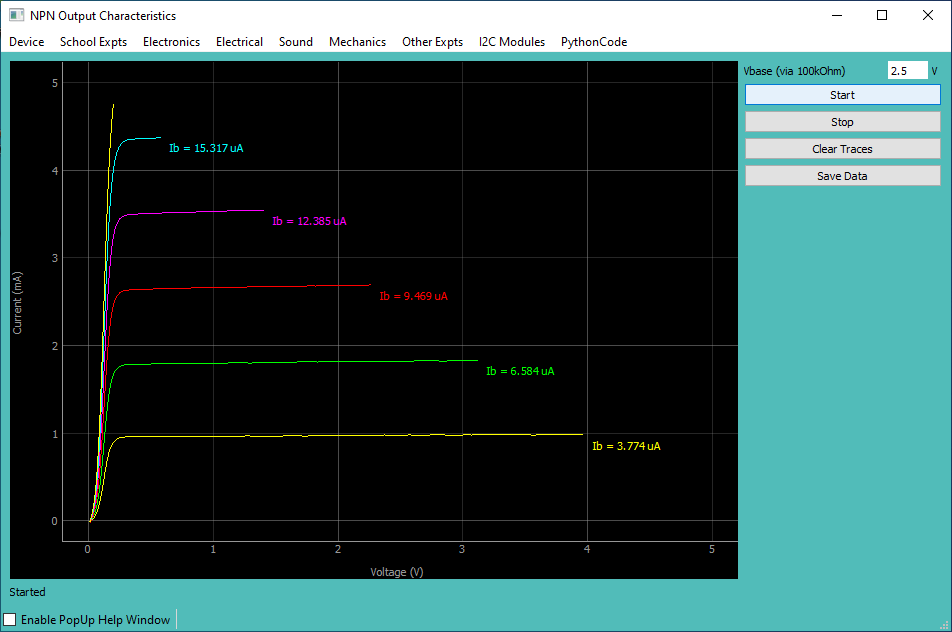 NPN Output Characteristics
Device School Expts Electronics Electrical Sound Mechanics Other Expts I2C Modules PythonCode
Vbase (via 100kOhm) 2.5 V
Start
Stop
Clear Traces
Save Data
5
4
3
2
1
0
Current (mA)
Ib = 15.317 uA
Ib = 12.385 uA
Ib = 9.469 uA
Ib = 6.584 uA
Ib = 3.774 uA
0 1 2 3 4 5
Voltage (V)
Started
Enable PopUp Help Window